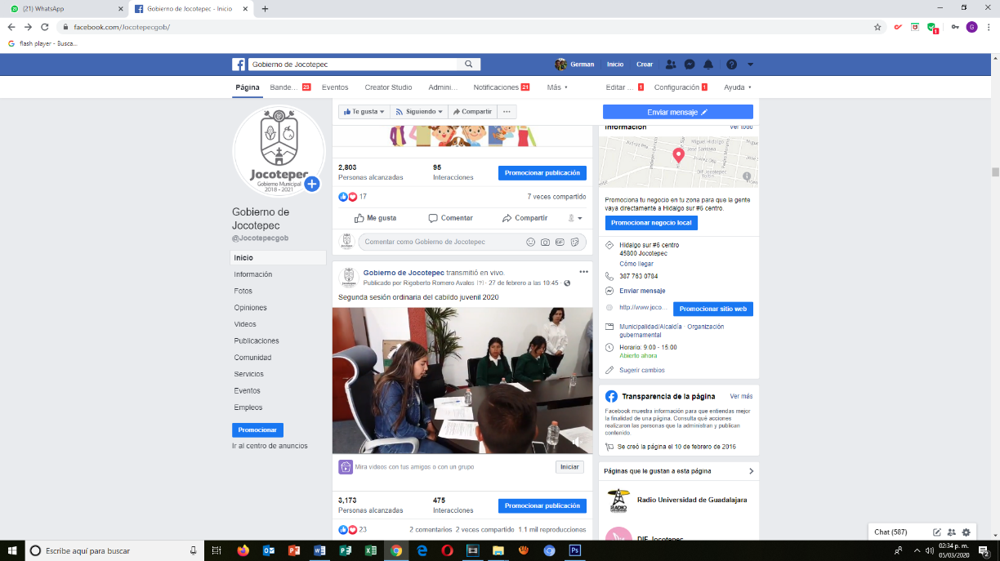 (21) WhatsApp
Gobierno de Jocotepec - Inicio
facebook.com/Jocotepecgob/
flash player - Busca...
Gobierno de Jocotepec
German
Inicio
Crear
Página
Bande... 23
Eventos
Creator Studio
Admini...
Notificaciones 21
Más
Editar ... 1
Configuración 1
Ayuda
Jocotepec
Gobierno Municipal
2018 - 2021
Gobierno de
Jocotepec
@Jocotepecgob
Inicio
Información
Fotos
Opiniones
Videos
Publicaciones
Comunidad
Servicios
Eventos
Empleos
Promocionar
Ir al centro de anuncios
Te gusta
Siguiendo
Compartir
2,803
Personas alcanzadas
95
Interacciones
Promocionar publicación
17
7 veces compartido
Me gusta
Comentar
Compartir
Comentar como Gobierno de Jocotepec
Gobierno de Jocotepec transmitió en vivo.
Publicado por Rigoberto Romero Avalos [?] · 27 de febrero a las 10:45 ·
Segunda sesión ordinaria del cabildo juvenil 2020
Mira videos con tus amigos o con un grupo
Iniciar
3,173
Personas alcanzadas
475
Interacciones
Promocionar publicación
23
2 comentarios 2 veces compartido 1.1 mil reproducciones
Enviar mensaje
Información
Ver todo
Miguel Hidalgo
José Santana
Independencia
Promociona tu negocio en tu zona para que la gente
vaya directamente a Hidalgo sur #6 centro.
Promocionar negocio local
Hidalgo sur #6 centro
45800 Jocotepec
Cómo llegar
387 763 0784
Enviar mensaje
http://www.joco...
Promocionar sitio web
Municipalidad/Alcaldía · Organización
gubernamental
Horario: 9:00 - 15:00
Abierto ahora
Sugerir cambios
Transparencia de la página
Ver más
Facebook muestra información para que entiendas mejor
la finalidad de una página. Consulta qué acciones
realizaron las personas que la administran y publican
contenido.
Se creó la página el 10 de febrero de 2016
Páginas que le gustan a esta página
RADIO
Radio Universidad de Guadalajara
DIF Jocotepec
Chat (587)
Escribe aquí para buscar
02:34 p. m.
05/03/2020
2